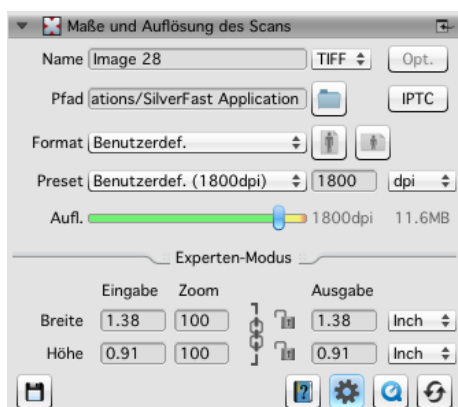 Maße und Auflösung des Scans
Name Image 28 TIFF Opt.
Pfad ations/SilverFast Application IPTC
Format Benutzerdef.
Preset Benutzerdef. (1800dpi) 1800 dpi
Aufl. 1800dpi 11.6MB
Experten-Modus
Eingabe Zoom Ausgabe
Breite 1.38 100 1.38 Inch
Höhe 0.91 100 0.91 Inch
?